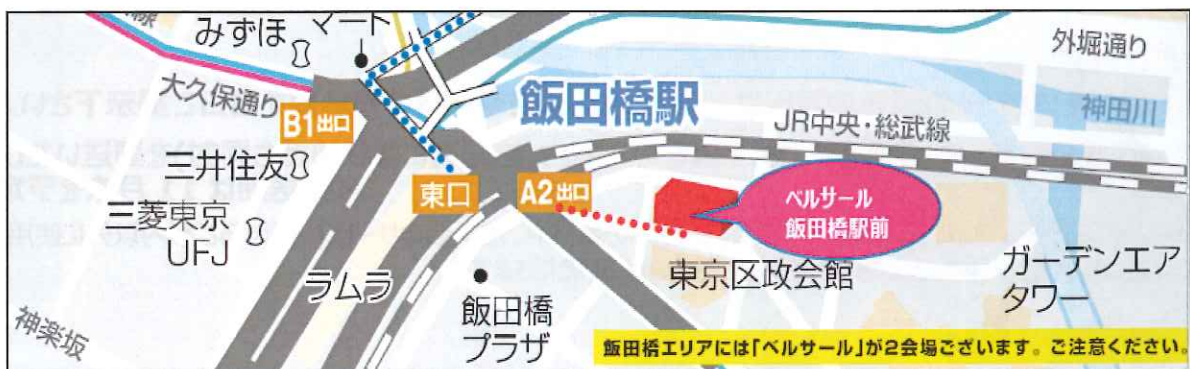 みずほ
マート
外堀通り
大久保通り
飯田橋駅
神田川
B1出口
JR中央・総武線
三井住友
東口
A2出口
ベルサール
飯田橋駅前
三菱東京
UFJ
ラムラ
東京区政会館
ガーデンエア
タワー
飯田橋
プラザ
神楽坂
飯田橋エリアには「ベルサール」が2会場ございます。ご注意ください。